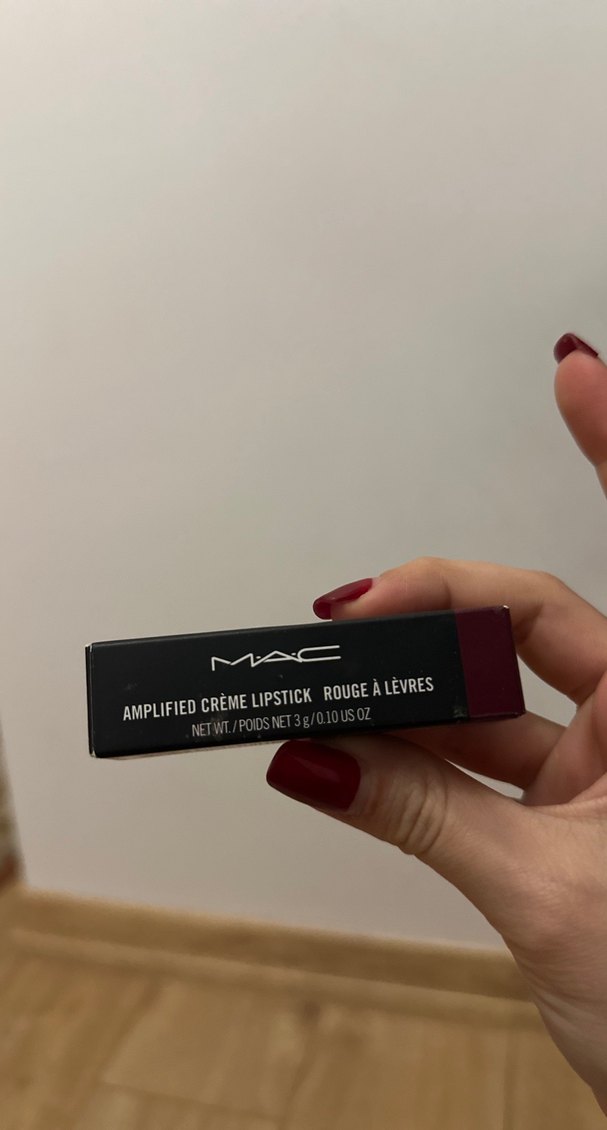 MAC
AMPLIFIED CRÈME LIPSTICK ROUGE À LÈVRES
NET WT. / POIDS NET 3 g / 0.10 US OZ